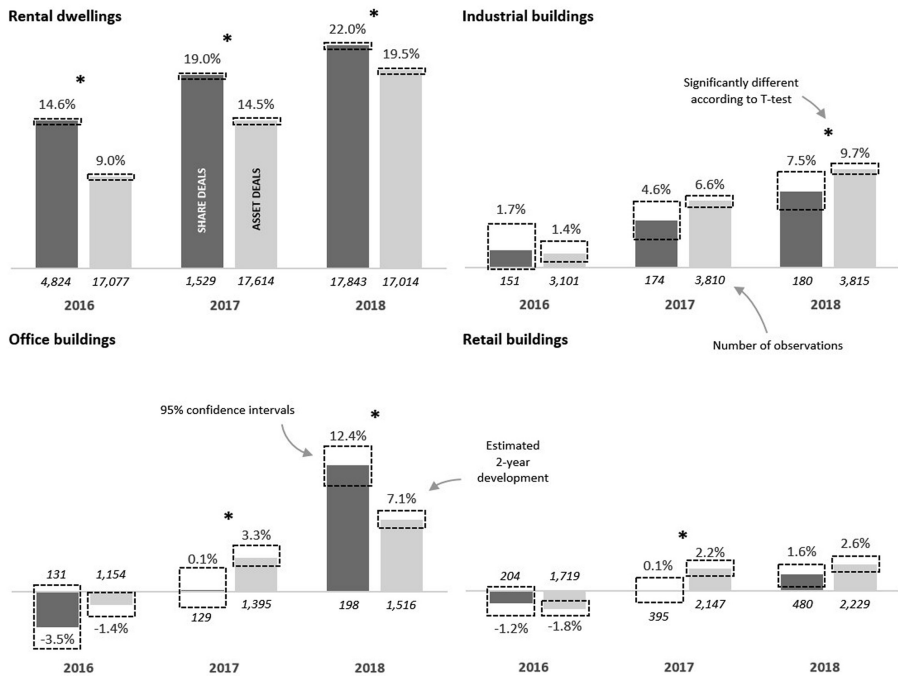 Rental dwellings
*
22.0%
*
19.0%
19.5%
*
14.6%
14.5%
9.0%
SHARE DEALS
ASSET DEALS
4,824 17,077 1,529 17,614 17,843 17,014
2016 2017 2018
Industrial buildings
Significantly different
according to T-test
*
7.5% 9.7%
4.6% 6.6%
1.7% 1.4%
151 3,101 174 3,810 180 3,815
2016 2017 2018
Number of observations
Office buildings
95% confidence intervals
*
12.4%
Estimated
2-year
development
7.1%
*
0.1% 3.3%
131 1,154
129 1,395 198 1,516
-3.5% -1.4%
2016 2017 2018
Retail buildings
*
0.1% 2.2% 1.6% 2.6%
204 1,719
395 2,147 480 2,229
-1.2% -1.8%
2016 2017 2018